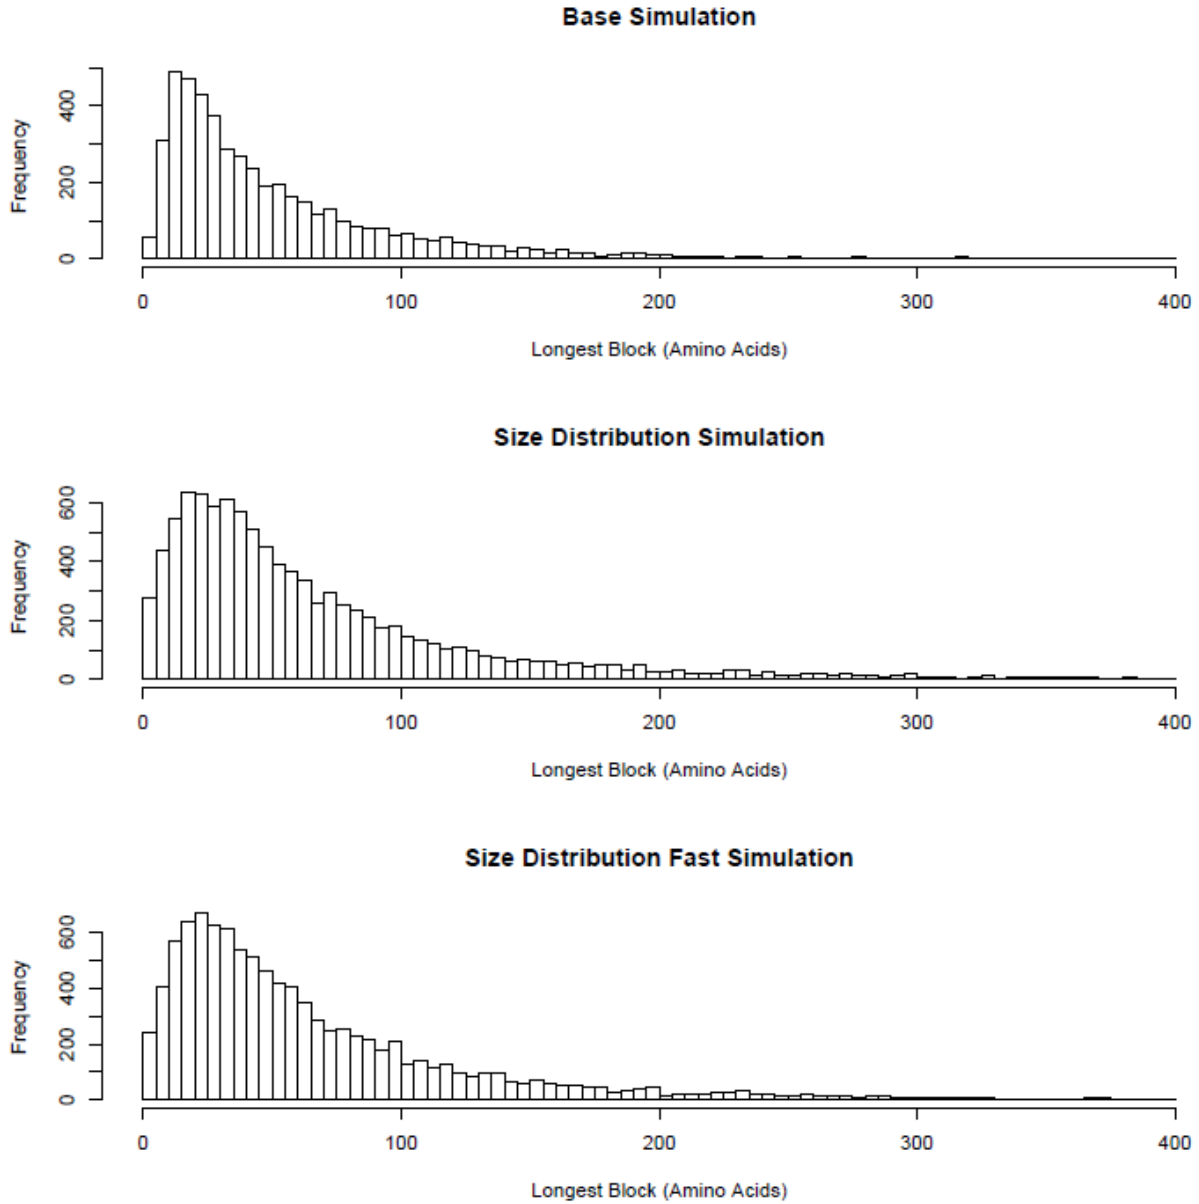 Base Simulation
Frequency
400
200
0
0 100 200 300 400
Longest Block (Amino Acids)
Size Distribution Simulation
Frequency
600
400
200
0
0 100 200 300 400
Longest Block (Amino Acids)
Size Distribution Fast Simulation
Frequency
600
400
200
0
0 100 200 300 400
Longest Block (Amino Acids)